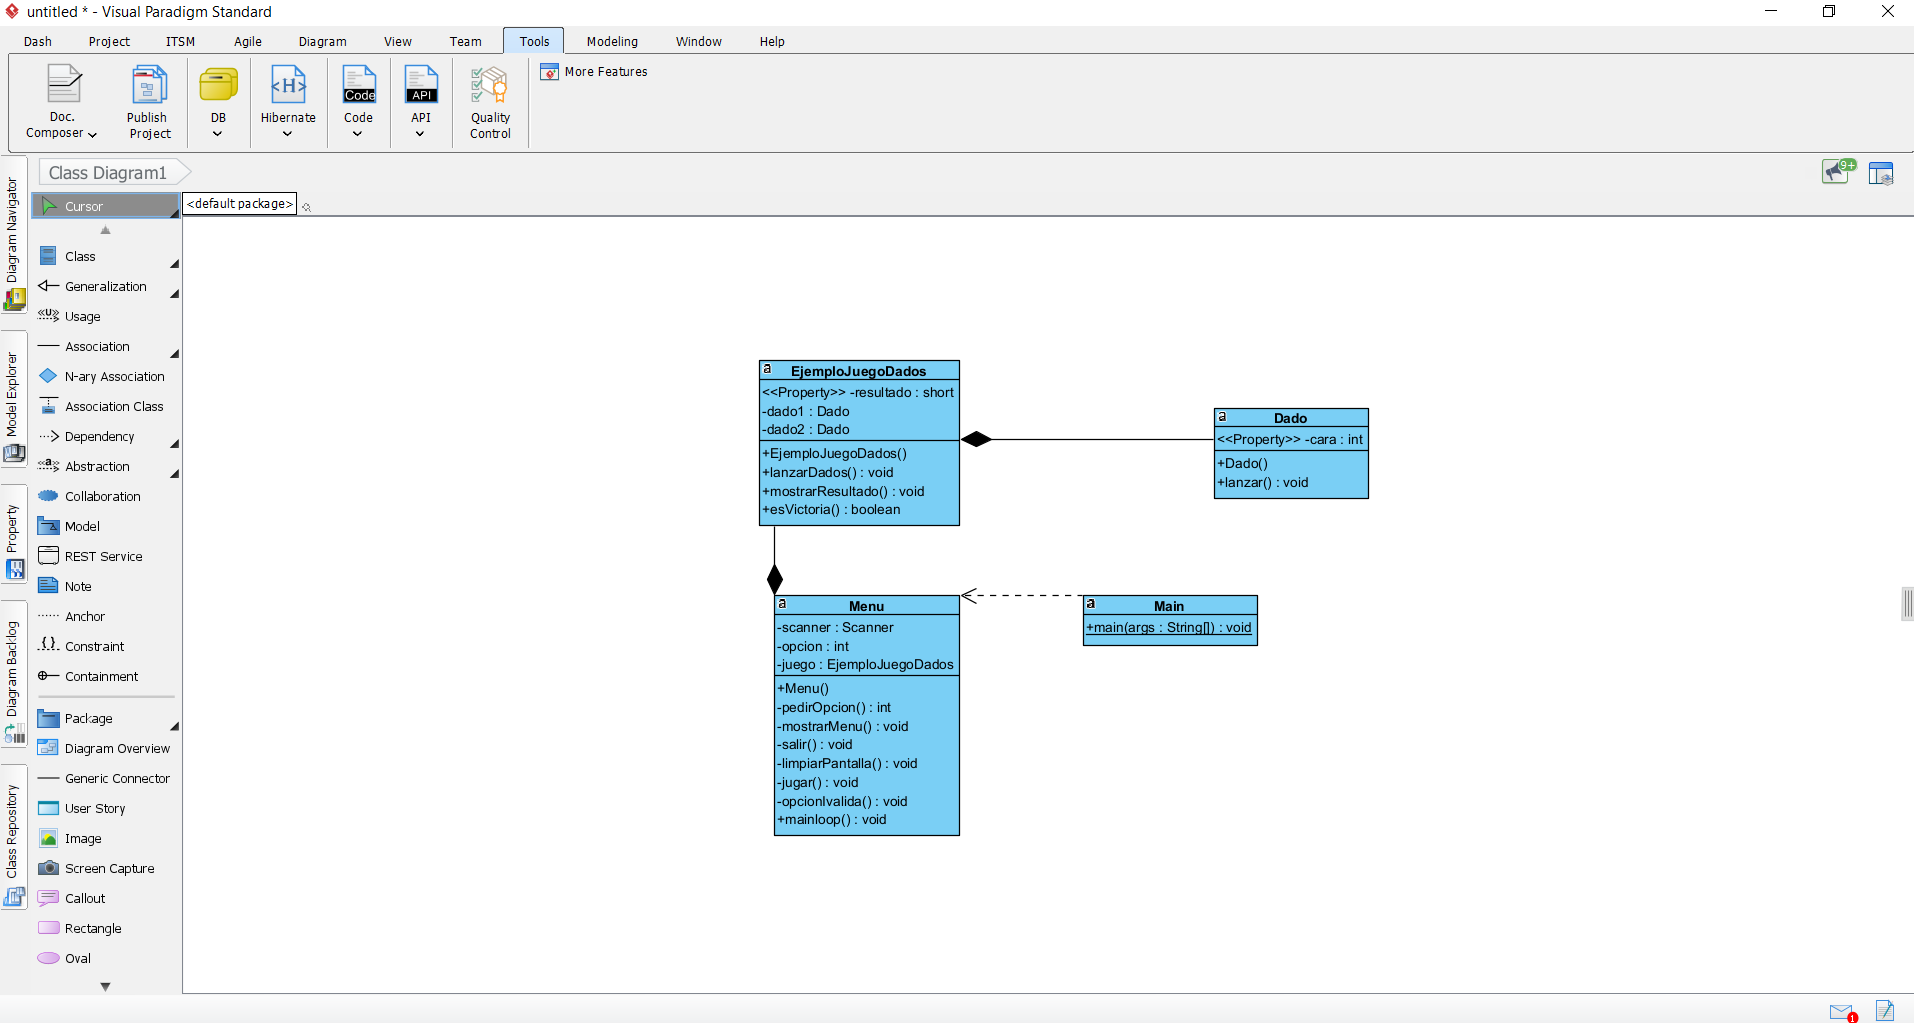 untitled * - Visual Paradigm Standard
Dash Project ITSM Agile Diagram View Team Tools Modeling Window Help
Doc. Composer
Publish Project
DB
Hibernate
Code
Code
API
API
Quality Control
More Features
Class Diagram1
9+
Diagram Navigator
Model Explorer
Property
Diagram Backlog
Class Repository
Cursor
<default package>
Class
Generalization
Usage
Association
N-ary Association
Association Class
Dependency
Abstraction
Collaboration
Model
REST Service
Note
Anchor
Constraint
Containment
Package
Diagram Overview
Generic Connector
User Story
Image
Screen Capture
Callout
Rectangle
Oval
a EjemploJuegoDados
<<Property>> -resultado : short
-dado1 : Dado
-dado2 : Dado
+EjemploJuegoDados()
+lanzarDados() : void
+mostrarResultado() : void
+esVictoria() : boolean
a Dado
<<Property>> -cara : int
+Dado()
+lanzar() : void
a Menu
-scanner : Scanner
-opcion : int
-juego : EjemploJuegoDados
+Menu()
-pedirOpcion() : int
-mostrarMenu() : void
-salir() : void
-limpiarPantalla() : void
-jugar() : void
-opcionIvalida() : void
+mainloop() : void
a Main
+main(args : String[]) : void
1